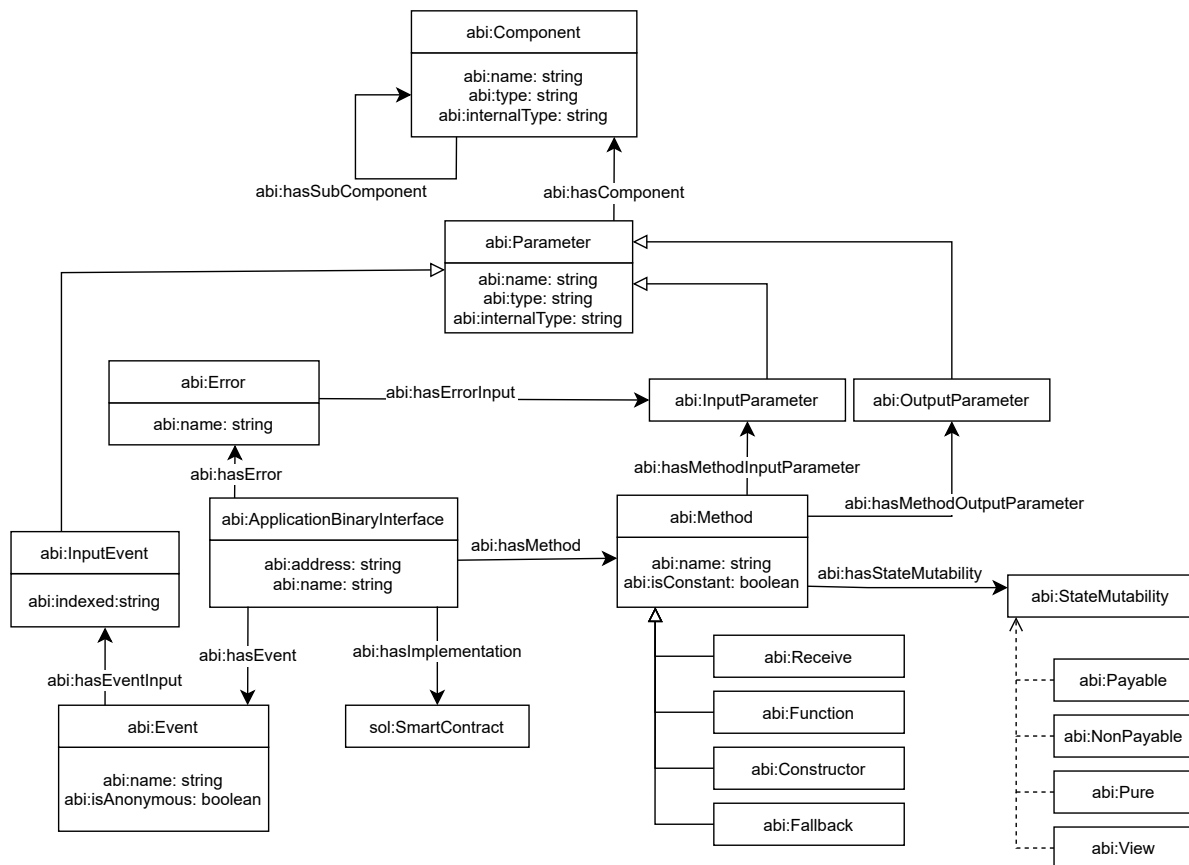 abi:Component
abi:name: string
abi:type: string
abi:internalType: string
abi:hasSubComponent
abi:hasComponent
abi:Parameter
abi:name: string
abi:type: string
abi:internalType: string
abi:Error
abi:name: string
abi:hasErrorInput
abi:InputParameter
abi:OutputParameter
abi:hasError
abi:hasMethodInputParameter
abi:hasMethodOutputParameter
abi:ApplicationBinaryInterface
abi:address: string
abi:name: string
abi:hasMethod
abi:Method
abi:name: string
abi:isConstant: boolean
abi:hasStateMutability
abi:StateMutability
abi:InputEvent
abi:indexed:string
abi:hasEventInput
abi:hasEvent
abi:hasImplementation
abi:Event
abi:name: string
abi:isAnonymous: boolean
sol:SmartContract
abi:Receive
abi:Function
abi:Constructor
abi:Fallback
abi:Payable
abi:NonPayable
abi:Pure
abi:View